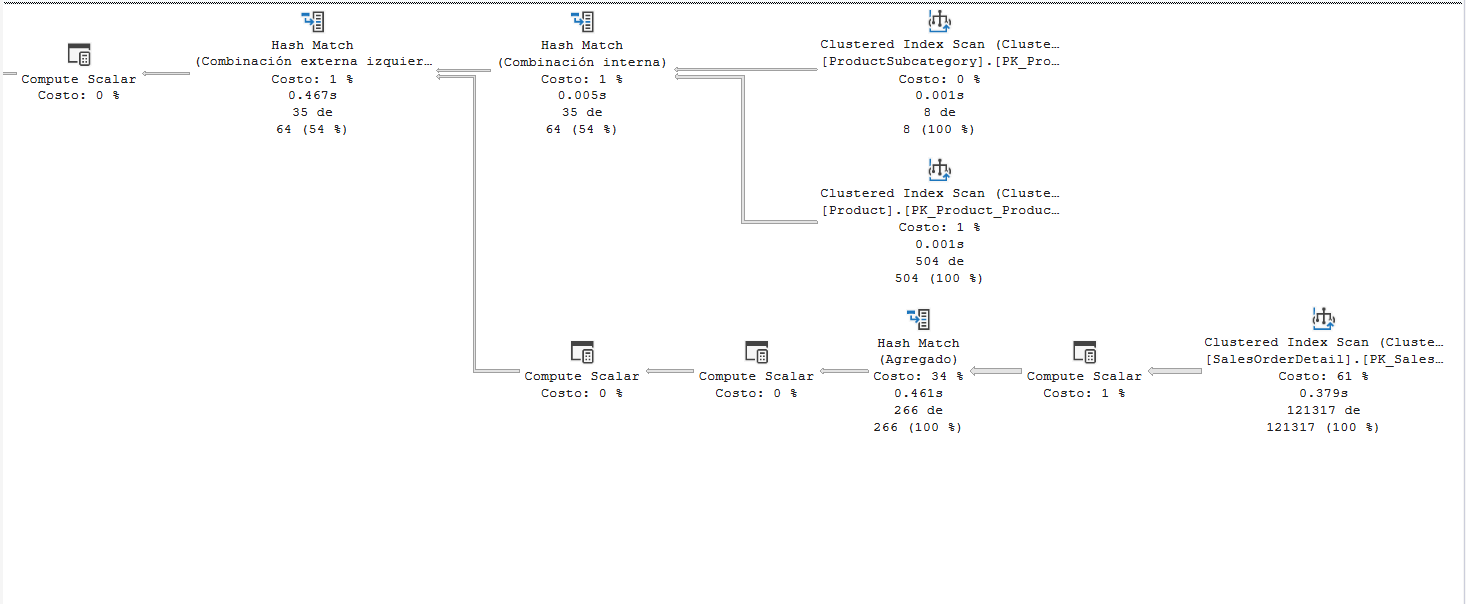 Compute Scalar
Costo: 0 %
Hash Match
(Combinación externa izquier…
Costo: 1 %
0.467s
35 de
64 (54 %)
Hash Match
(Combinación interna)
Costo: 1 %
0.005s
35 de
64 (54 %)
Clustered Index Scan (Cluste…
[ProductSubcategory].[PK_Pro…
Costo: 0 %
0.001s
8 de
8 (100 %)
Clustered Index Scan (Cluste…
[Product].[PK_Product_Produc…
Costo: 1 %
0.001s
504 de
504 (100 %)
Compute Scalar
Costo: 0 %
Compute Scalar
Costo: 0 %
Hash Match
(Agregado)
Costo: 34 %
0.461s
266 de
266 (100 %)
Compute Scalar
Costo: 1 %
Clustered Index Scan (Cluste…
[SalesOrderDetail].[PK_Sales…
Costo: 61 %
0.379s
121317 de
121317 (100 %)